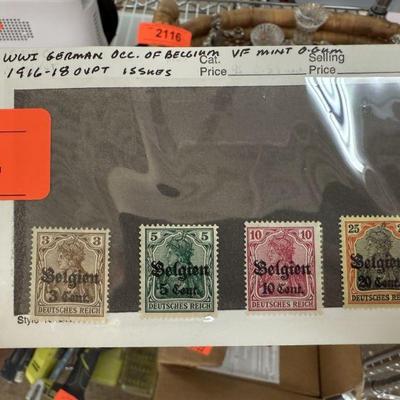 2116
WWI GERMAN OCC. OF BELGIUM VF MINT O.GUM
1916-18 OVPT ISSUES
Cat.
Price
Selling
Price
3 3
Belgien
3 Cent.
DEUTSCHES REICH
5 5
Belgien
5 Cent.
DEUTSCHES REICH
10 10
Belgien
10 Cent.
DEUTSCHES REICH
25
Belgien
Cent.
DEUTSCHES REICH
Style